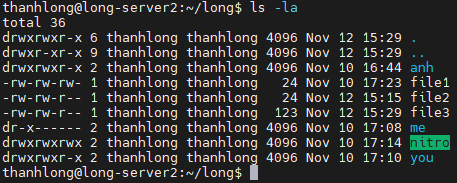 thanhlong@long-server2:~/long$ ls -la
total 36
drwxrwxr-x 6 thanhlong thanhlong 4096 Nov 12 15:29 .
drwxr-xr-x 9 thanhlong thanhlong 4096 Nov 12 15:29 ..
drwxrwxr-x 2 thanhlong thanhlong 4096 Nov 10 16:44 anh
-rw-rw-rw- 1 thanhlong thanhlong   24 Nov 10 17:23 file1
-rw-rw-r-- 1 thanhlong thanhlong   24 Nov 12 15:15 file2
-rw-rw-r-- 1 thanhlong thanhlong  123 Nov 12 15:29 file3
dr-x------ 2 thanhlong thanhlong 4096 Nov 10 17:08 me
drwxrwxrwx 2 thanhlong thanhlong 4096 Nov 10 17:14 nitro
drwxrwxr-x 2 thanhlong thanhlong 4096 Nov 10 17:10 you
thanhlong@long-server2:~/long$